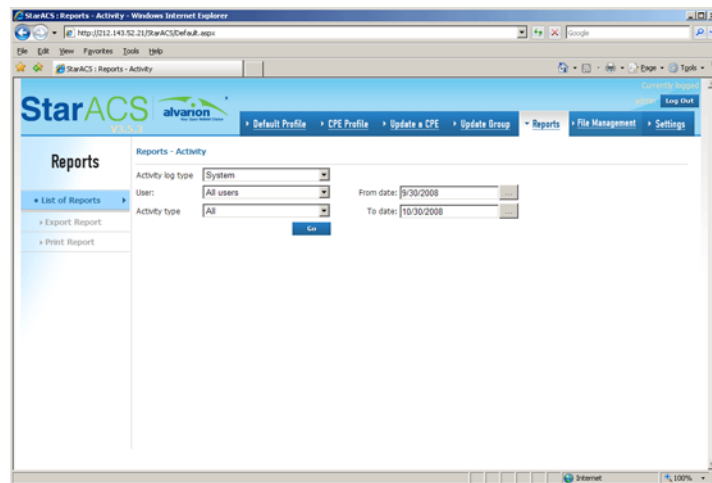 StarACS : Reports - Activity - Windows Internet Explorer
http://212.143.52.21/StarACS/Default.aspx
Google
File Edit View Favorites Tools Help
StarACS : Reports - Activity
Page Tools
Currently logged
Log Out
StarACS
alvarion
V3.5.3
Default Profile CPE Profile Update a CPE Update Group Reports File Management Settings
Reports
Reports - Activity
Activity log type System
User: All users From date: 9/30/2008 ...
Activity type All To date: 10/30/2008 ...
Go
List of Reports
Export Report
Print Report
Internet 100%